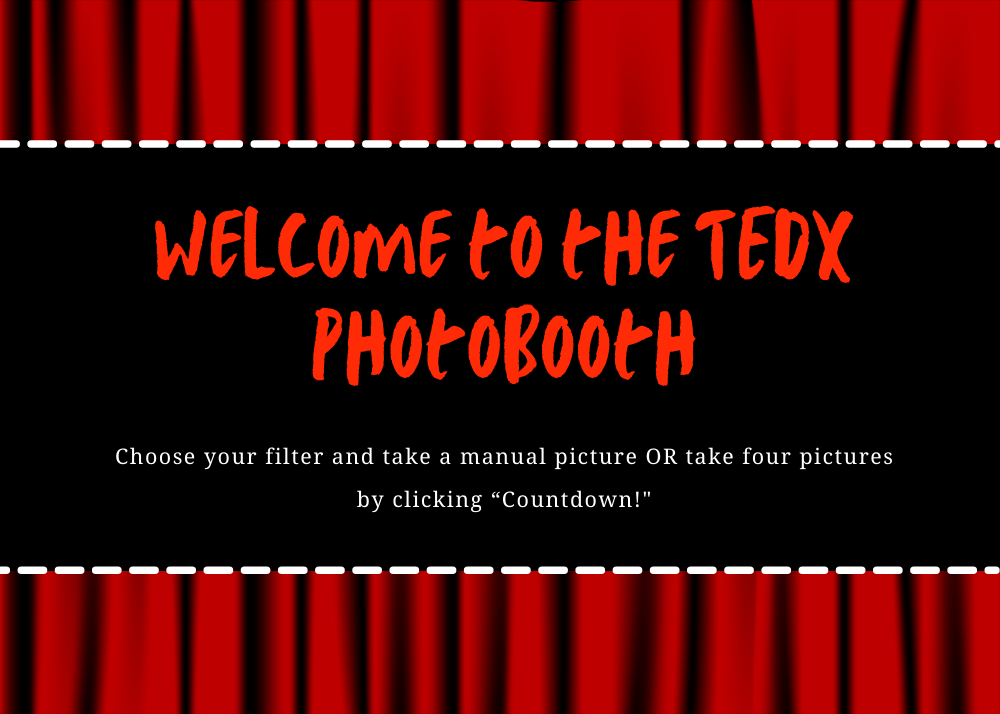 WELCOME to tHE TEDX
PHOtOBOOtH
Choose your filter and take a manual picture OR take four pictures
by clicking “Countdown!"